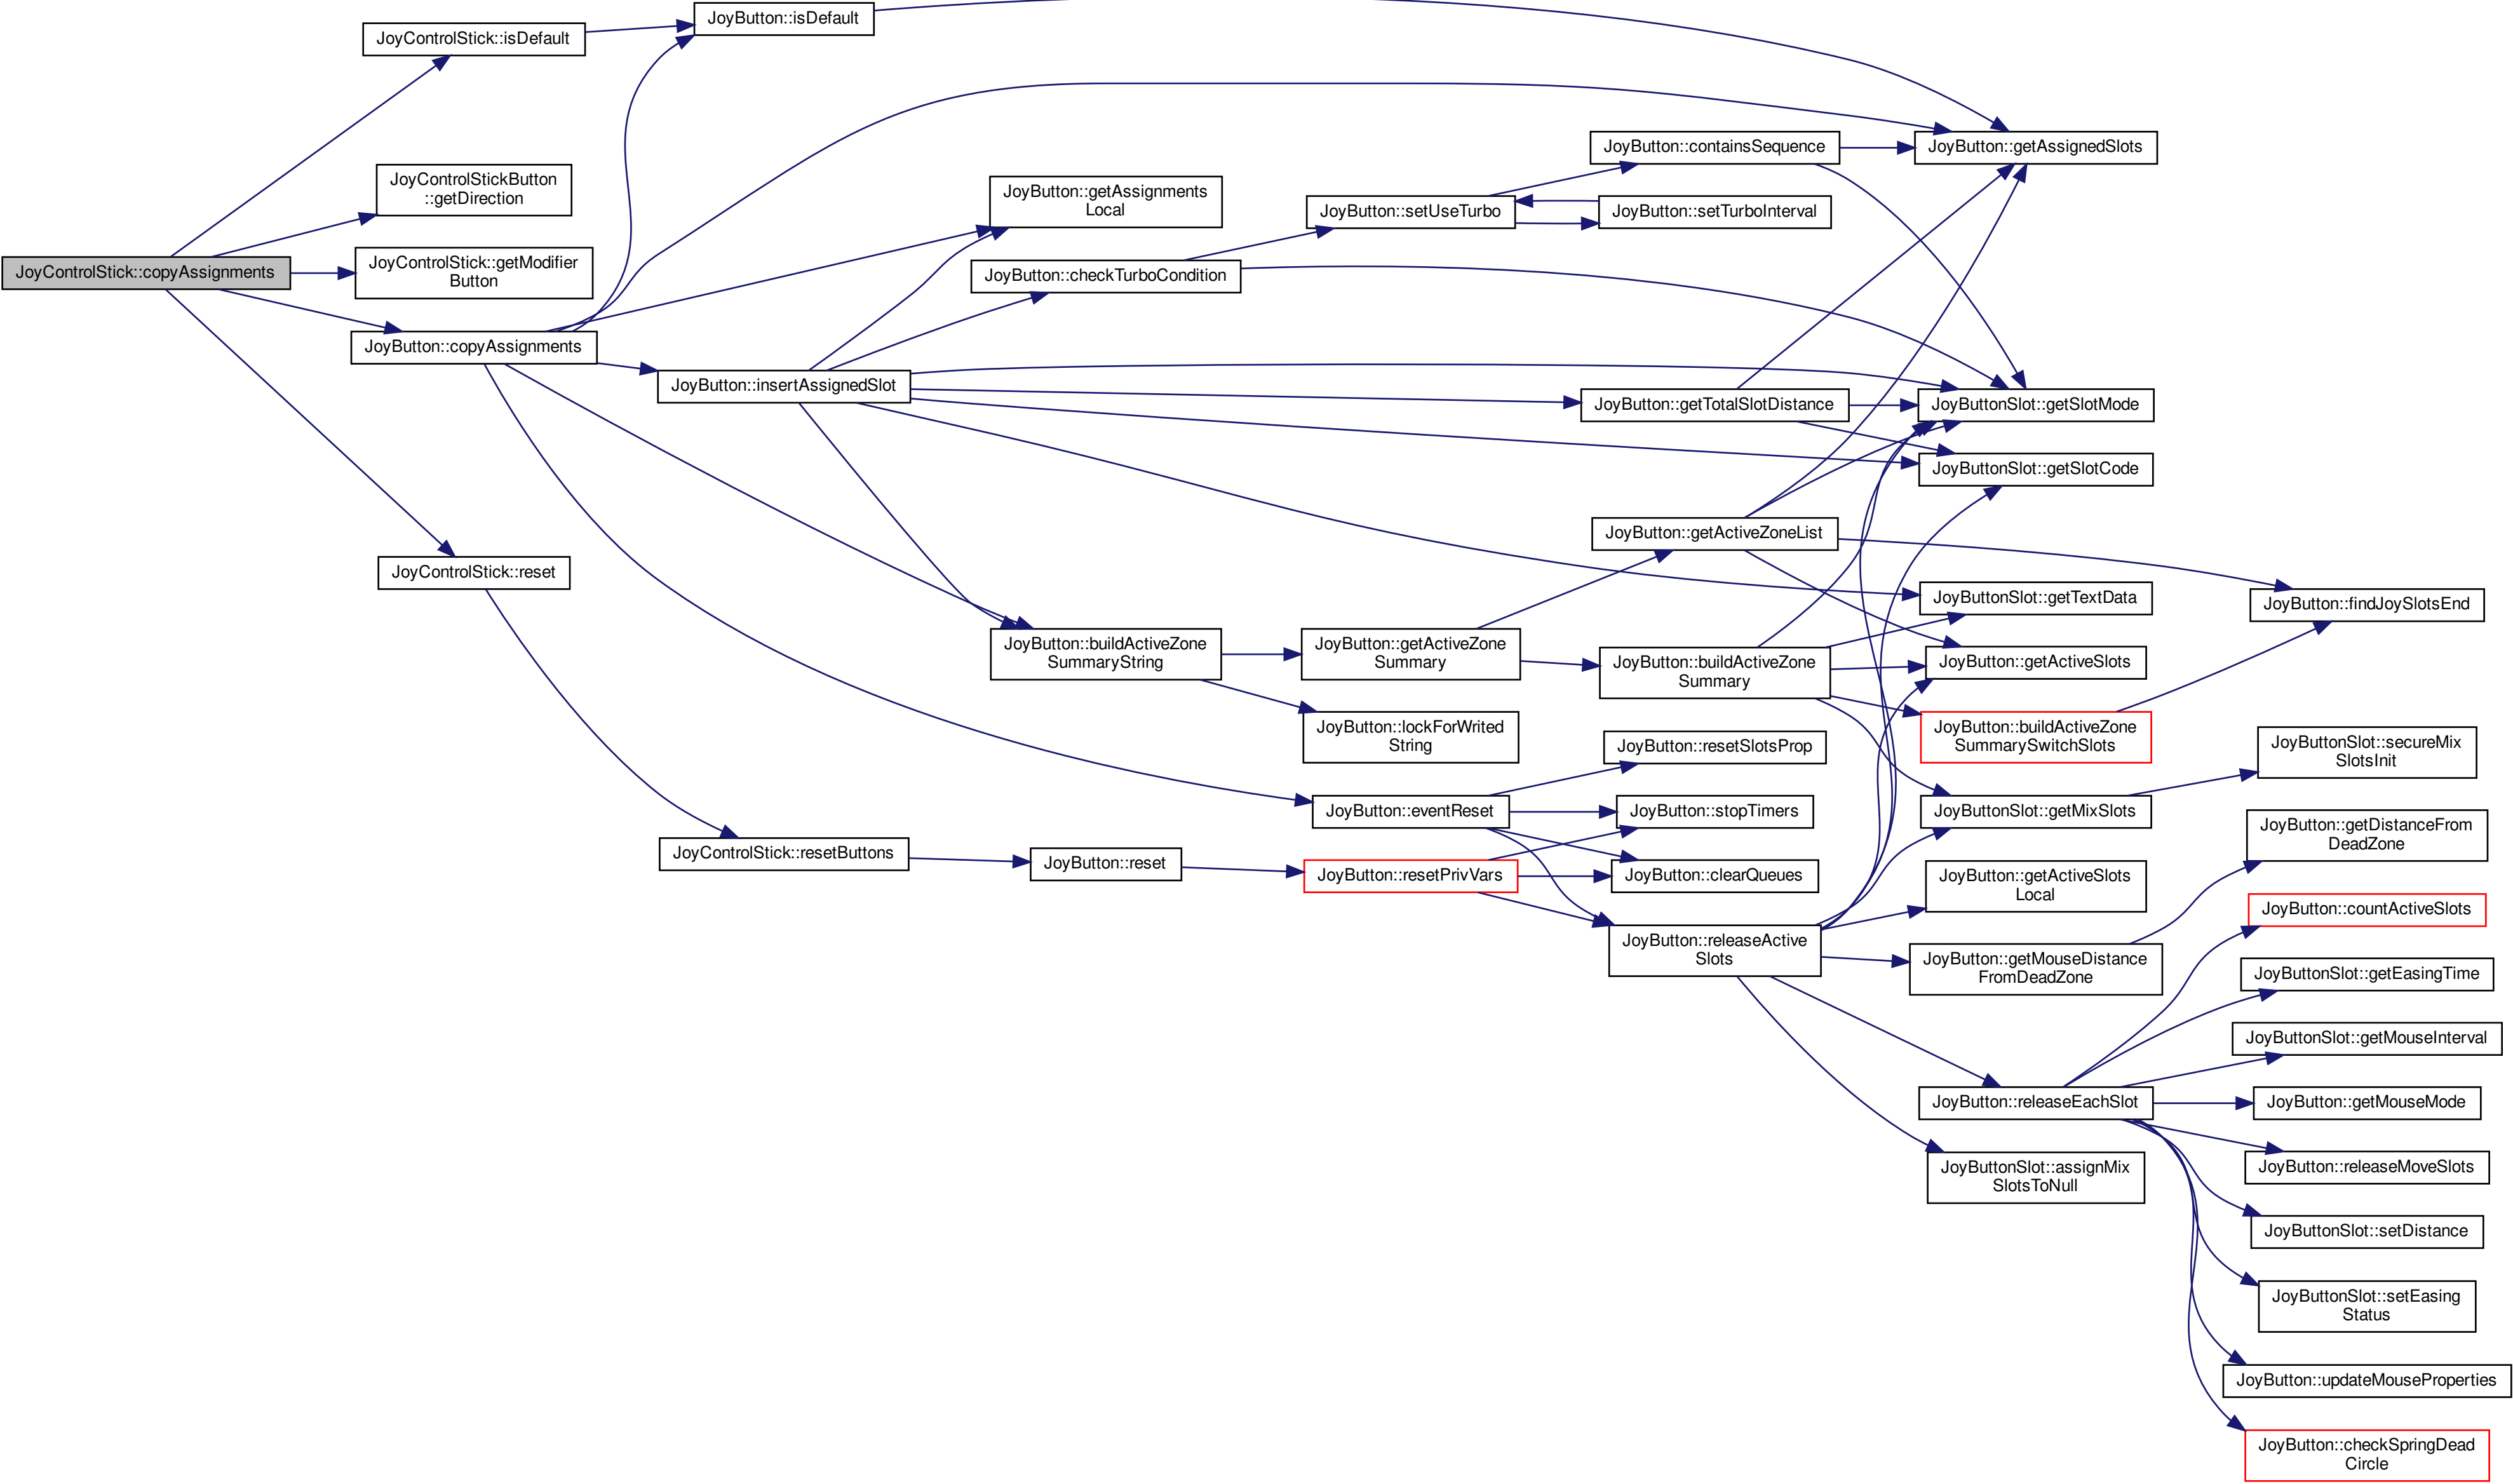 JoyControlStick::copyAssignments
JoyControlStick::isDefault
JoyControlStickButton
::getDirection
JoyControlStick::getModifier
Button
JoyButton::copyAssignments
JoyControlStick::reset
JoyButton::isDefault
JoyButton::insertAssignedSlot
JoyControlStick::resetButtons
JoyButton::getAssignments
Local
JoyButton::checkTurboCondition
JoyButton::buildActiveZone
SummaryString
JoyButton::reset
JoyButton::setUseTurbo
JoyButton::getActiveZone
Summary
JoyButton::lockForWrited
String
JoyButton::eventReset
JoyButton::resetPrivVars
JoyButton::containsSequence
JoyButton::setTurboInterval
JoyButton::getTotalSlotDistance
JoyButton::getActiveZoneList
JoyButton::buildActiveZone
Summary
JoyButton::resetSlotsProp
JoyButton::stopTimers
JoyButton::clearQueues
JoyButton::releaseActive
Slots
JoyButton::getAssignedSlots
JoyButtonSlot::getSlotMode
JoyButtonSlot::getSlotCode
JoyButtonSlot::getTextData
JoyButton::getActiveSlots
JoyButton::buildActiveZone
SummarySwitchSlots
JoyButtonSlot::getMixSlots
JoyButton::getActiveSlots
Local
JoyButton::getMouseDistance
FromDeadZone
JoyButton::releaseEachSlot
JoyButtonSlot::assignMix
SlotsToNull
JoyButton::findJoySlotsEnd
JoyButtonSlot::secureMix
SlotsInit
JoyButton::getDistanceFrom
DeadZone
JoyButton::countActiveSlots
JoyButtonSlot::getEasingTime
JoyButtonSlot::getMouseInterval
JoyButton::getMouseMode
JoyButton::releaseMoveSlots
JoyButtonSlot::setDistance
JoyButtonSlot::setEasing
Status
JoyButton::updateMouseProperties
JoyButton::checkSpringDead
Circle